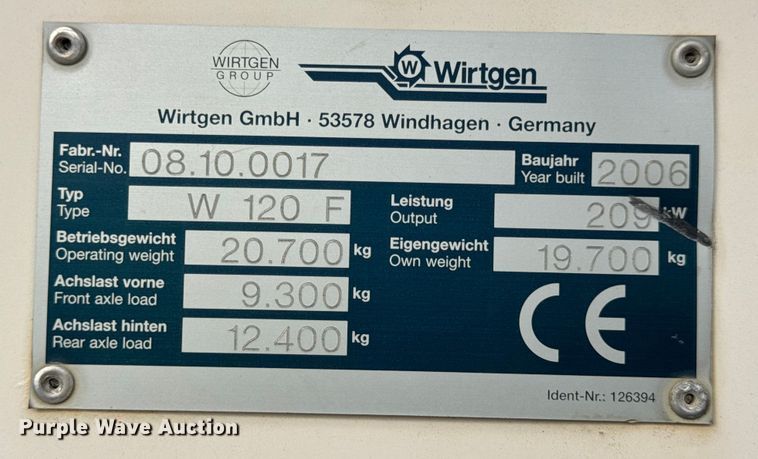 WIRTGEN
GROUP
W Wirtgen
Wirtgen GmbH · 53578 Windhagen · Germany
Fabr.-Nr.
Serial-No. 08.10.0017
Baujahr
Year built 2006
Typ
Type W 120 F
Leistung
Output 209 kW
Betriebsgewicht
Operating weight 20.700 kg
Eigengewicht
Own weight 19.700 kg
Achslast vorne
Front axle load 9.300 kg
Achslast hinten
Rear axle load 12.400 kg
CE
Ident-Nr.: 126394
Purple Wave Auction